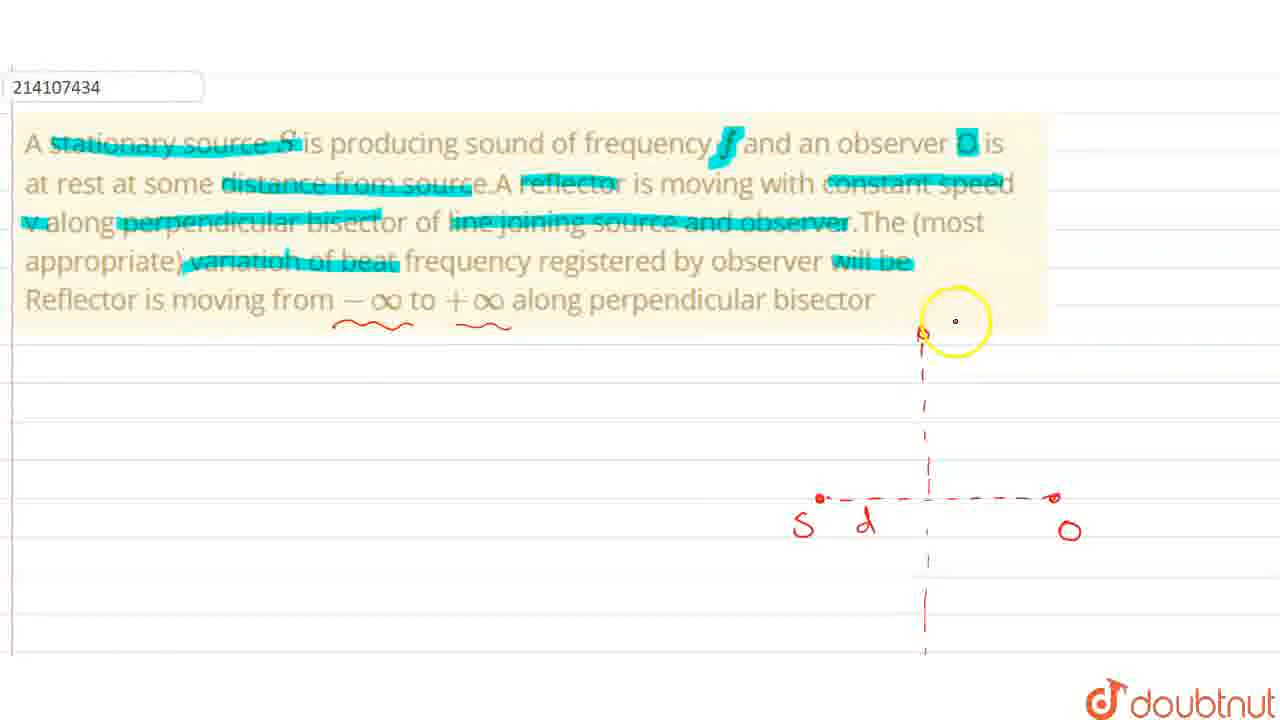 214107434
A stationary source S is producing sound of frequency f and an observer O is
at rest at some distance from source.A reflector is moving with constant speed
v along perpendicular bisector of line joining source and observer.The (most
appropriate) variation of beat frequency registered by observer will be
Reflector is moving from −∞ to +∞ along perpendicular bisector
S d O
doubtnut